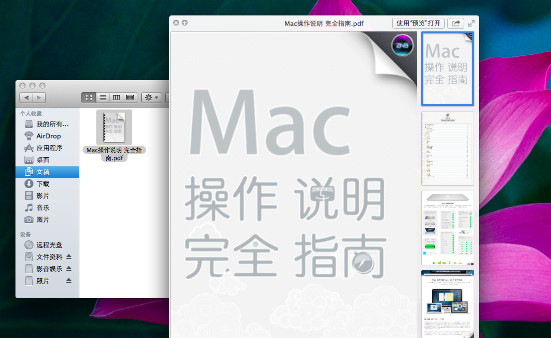 Mac操作说明 完全指南.pdf
使用“预览”打开
个人收藏
我的所有...
AirDrop
应用程序
桌面
文稿
下载
影片
音乐
图片
设备
远程光盘
文件资料
影音娱乐
照片
Mac操作说明 完全指
南.pdf
Mac
操作 说明
完全 指南
Mac
操作 说明
完全 指南